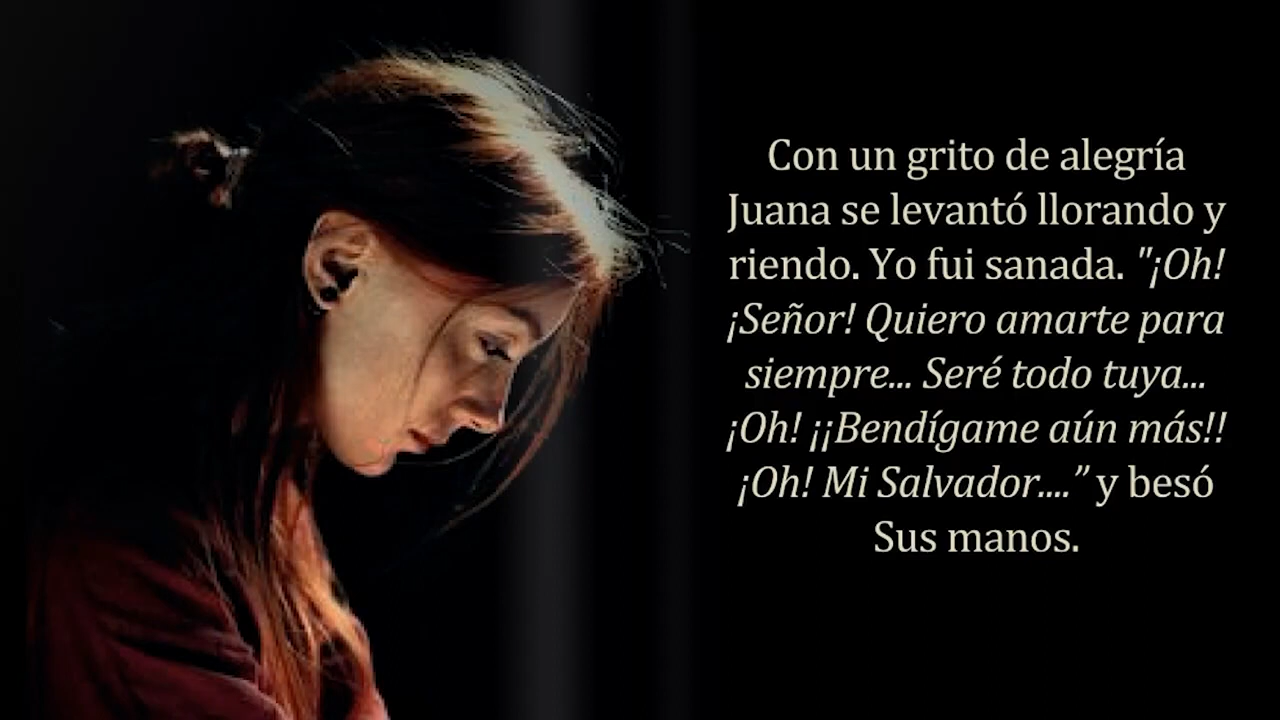 Con un grito de alegría
Juana se levantó llorando y
riendo. Yo fui sanada. "¡Oh!
¡Señor! Quiero amarte para
siempre... Seré todo tuya...
¡Oh! ¡¡Bendígame aún más!!
¡Oh! Mi Salvador....” y besó
Sus manos.